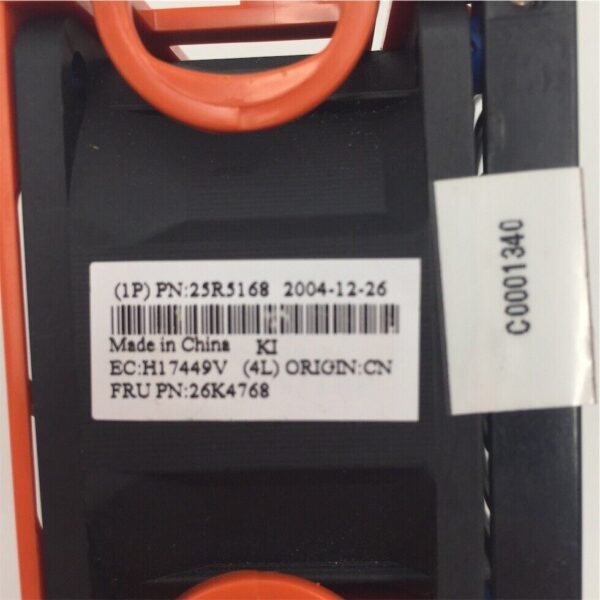 (1P) PN:25R5168 2004-12-26
Made in China KI
EC:H17449V (4L) ORIGIN:CN
FRU PN:26K4768
C0001340